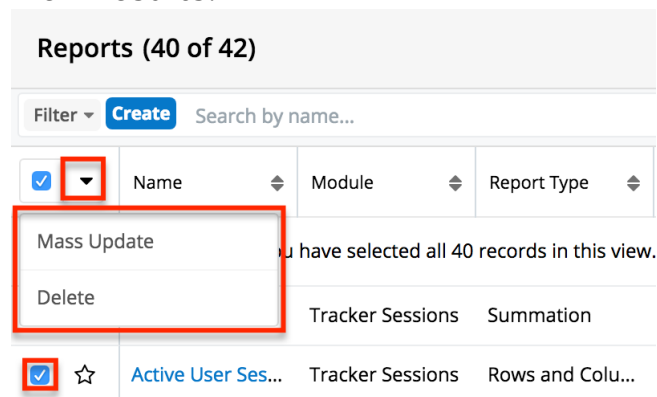 Reports (40 of 42)
Filter Create Search by name...
Name Module Report Type
Mass Update
have selected all 40 records in this view.
Delete
Tracker Sessions Summation
Active User Ses... Tracker Sessions Rows and Colu...